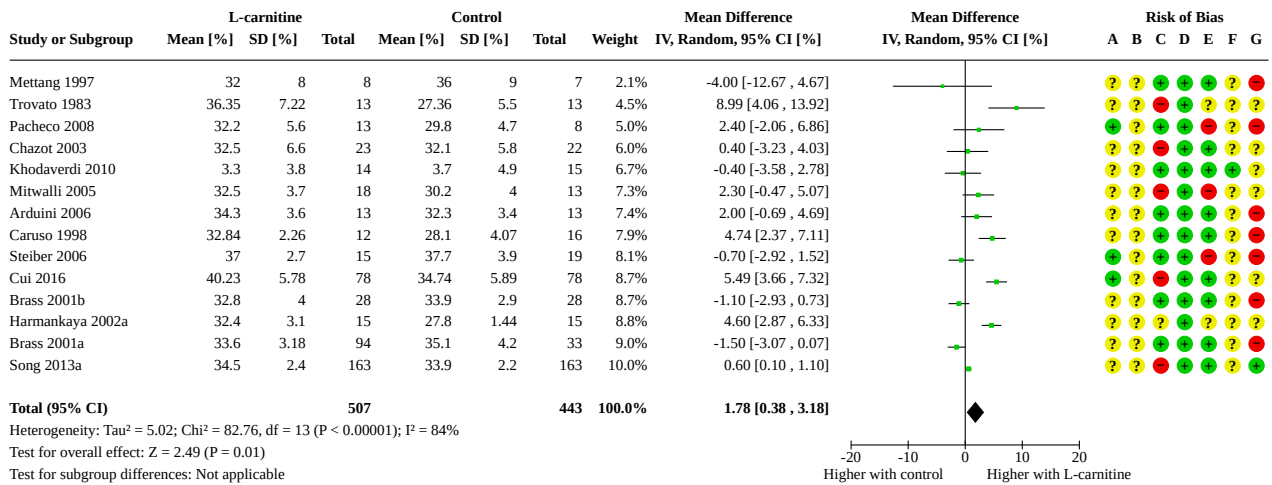 L-carnitine Control Mean Difference Mean Difference Risk of Bias
Study or Subgroup Mean [%] SD [%] Total Mean [%] SD [%] Total Weight IV, Random, 95% CI [%] IV, Random, 95% CI [%] A B C D E F G
Mettang 1997 32 8 8 36 9 7 2.1% -4.00 [-12.67 , 4.67] ? ? + + + ? −
Trovato 1983 36.35 7.22 13 27.36 5.5 13 4.5% 8.99 [4.06 , 13.92] ? ? − + ? ? ?
Pacheco 2008 32.2 5.6 13 29.8 4.7 8 5.0% 2.40 [-2.06 , 6.86] + ? + + − ? −
Chazot 2003 32.5 6.6 23 32.1 5.8 22 6.0% 0.40 [-3.23 , 4.03] ? ? − + + ? ?
Khodaverdi 2010 3.3 3.8 14 3.7 4.9 15 6.7% -0.40 [-3.58 , 2.78] ? ? + + + + ?
Mitwalli 2005 32.5 3.7 18 30.2 4 13 7.3% 2.30 [-0.47 , 5.07] ? ? − + − ? ?
Arduini 2006 34.3 3.6 13 32.3 3.4 13 7.4% 2.00 [-0.69 , 4.69] ? ? + + + ? −
Caruso 1998 32.84 2.26 12 28.1 4.07 16 7.9% 4.74 [2.37 , 7.11] ? ? + + + ? −
Steiber 2006 37 2.7 15 37.7 3.9 19 8.1% -0.70 [-2.92 , 1.52] + ? + + − ? −
Cui 2016 40.23 5.78 78 34.74 5.89 78 8.7% 5.49 [3.66 , 7.32] + ? − + + ? ?
Brass 2001b 32.8 4 28 33.9 2.9 28 8.7% -1.10 [-2.93 , 0.73] ? ? + + + ? −
Harmankaya 2002a 32.4 3.1 15 27.8 1.44 15 8.8% 4.60 [2.87 , 6.33] ? ? ? + ? ? ?
Brass 2001a 33.6 3.18 94 35.1 4.2 33 9.0% -1.50 [-3.07 , 0.07] ? ? + + + ? −
Song 2013a 34.5 2.4 163 33.9 2.2 163 10.0% 0.60 [0.10 , 1.10] ? ? − + + ? +
Total (95% CI) 507 443 100.0% 1.78 [0.38 , 3.18]
Heterogeneity: Tau² = 5.02; Chi² = 82.76, df = 13 (P < 0.00001); I² = 84%
Test for overall effect: Z = 2.49 (P = 0.01)
Test for subgroup differences: Not applicable
-20 -10 0 10 20
Higher with control Higher with L-carnitine